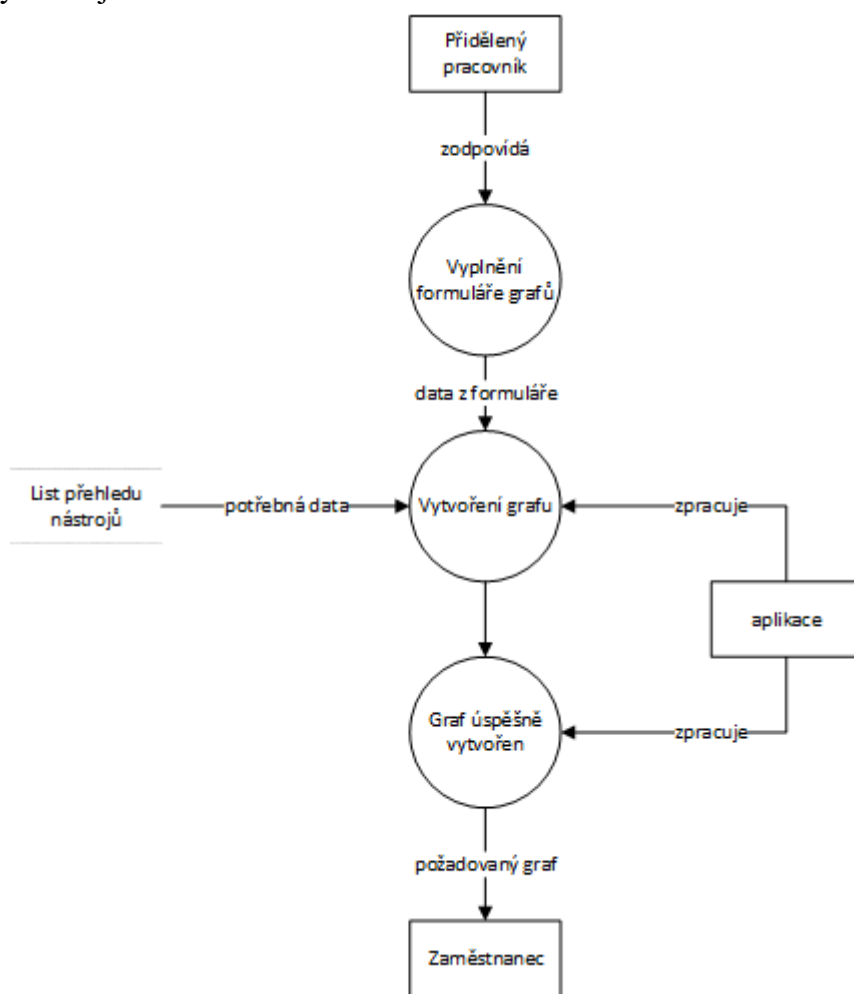 Přidělený
pracovník
zodpovídá
Vyplnění
formuláře grafů
data z formuláře
List přehledu
nástrojů
potřebná data
Vytvoření grafu
zpracuje
aplikace
Graf úspěšně
vytvořen
zpracuje
požadovaný graf
Zaměstnanec